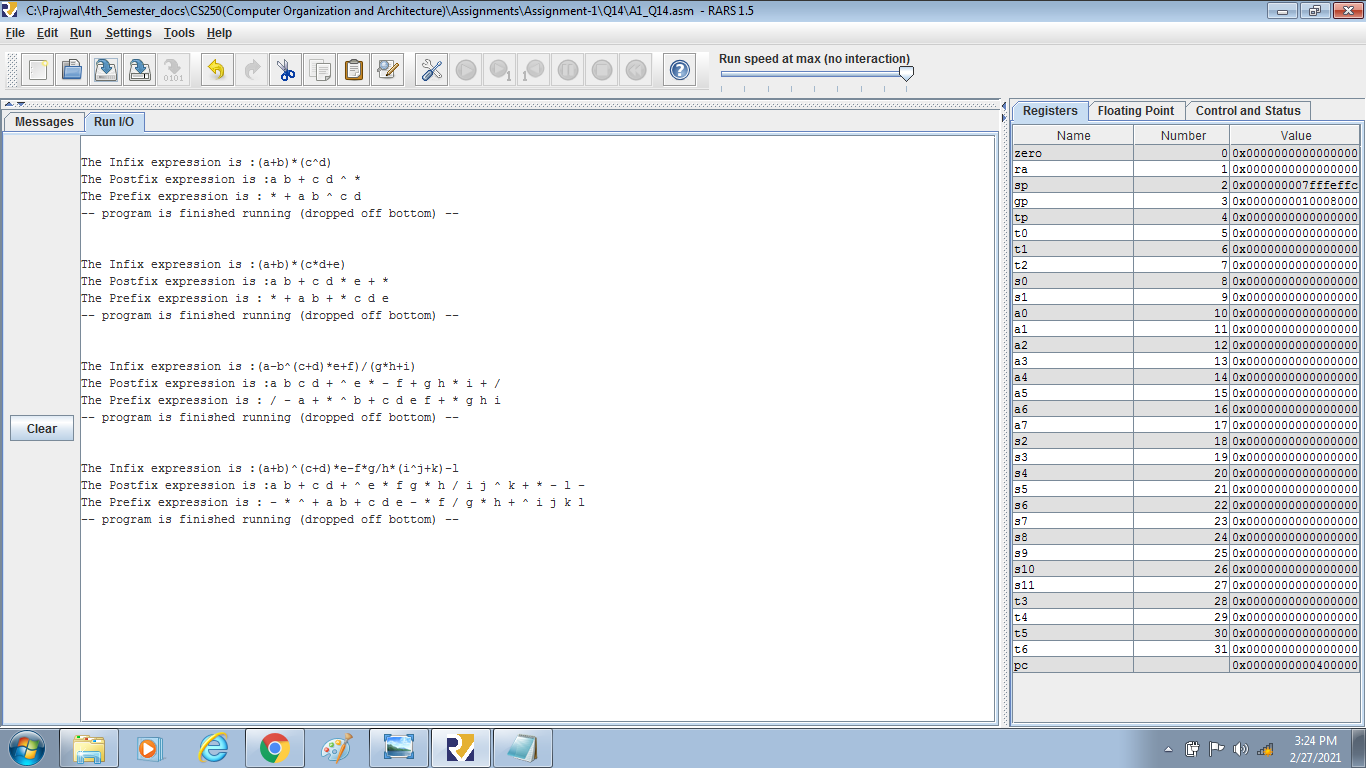 C:\Prajwal\4th_Semester_docs\CS250(Computer Organization and Architecture)\Assignments\Assignment-1\Q14\A1_Q14.asm - RARS 1.5
File Edit Run Settings Tools Help
Run speed at max (no interaction)
0101
1
1
?
Messages Run I/O
Clear
The Infix expression is :(a+b)*(c^d)
The Postfix expression is :a b + c d ^ *
The Prefix expression is : * + a b ^ c d
-- program is finished running (dropped off bottom) --
The Infix expression is :(a+b)*(c*d+e)
The Postfix expression is :a b + c d * e + *
The Prefix expression is : * + a b + * c d e
-- program is finished running (dropped off bottom) --
The Infix expression is :(a-b^(c+d)*e+f)/(g*h+i)
The Postfix expression is :a b c d + ^ e * - f + g h * i + /
The Prefix expression is : / - a + * ^ b + c d e f + * g h i
-- program is finished running (dropped off bottom) --
The Infix expression is :(a+b)^(c+d)*e-f*g/h*(i^j+k)-l
The Postfix expression is :a b + c d + ^ e * f g * h / i j ^ k + * - l -
The Prefix expression is : - * ^ + a b + c d e - * f / g * h + ^ i j k l
-- program is finished running (dropped off bottom) --
Registers Floating Point Control and Status
Name Number Value
zero 0 0x0000000000000000
ra 1 0x0000000000000000
sp 2 0x000000007fffeffc
gp 3 0x0000000010008000
tp 4 0x0000000000000000
t0 5 0x0000000000000000
t1 6 0x0000000000000000
t2 7 0x0000000000000000
s0 8 0x0000000000000000
s1 9 0x0000000000000000
a0 10 0x0000000000000000
a1 11 0x0000000000000000
a2 12 0x0000000000000000
a3 13 0x0000000000000000
a4 14 0x0000000000000000
a5 15 0x0000000000000000
a6 16 0x0000000000000000
a7 17 0x0000000000000000
s2 18 0x0000000000000000
s3 19 0x0000000000000000
s4 20 0x0000000000000000
s5 21 0x0000000000000000
s6 22 0x0000000000000000
s7 23 0x0000000000000000
s8 24 0x0000000000000000
s9 25 0x0000000000000000
s10 26 0x0000000000000000
s11 27 0x0000000000000000
t3 28 0x0000000000000000
t4 29 0x0000000000000000
t5 30 0x0000000000000000
t6 31 0x0000000000000000
pc 0x0000000000400000
3:24 PM
2/27/2021